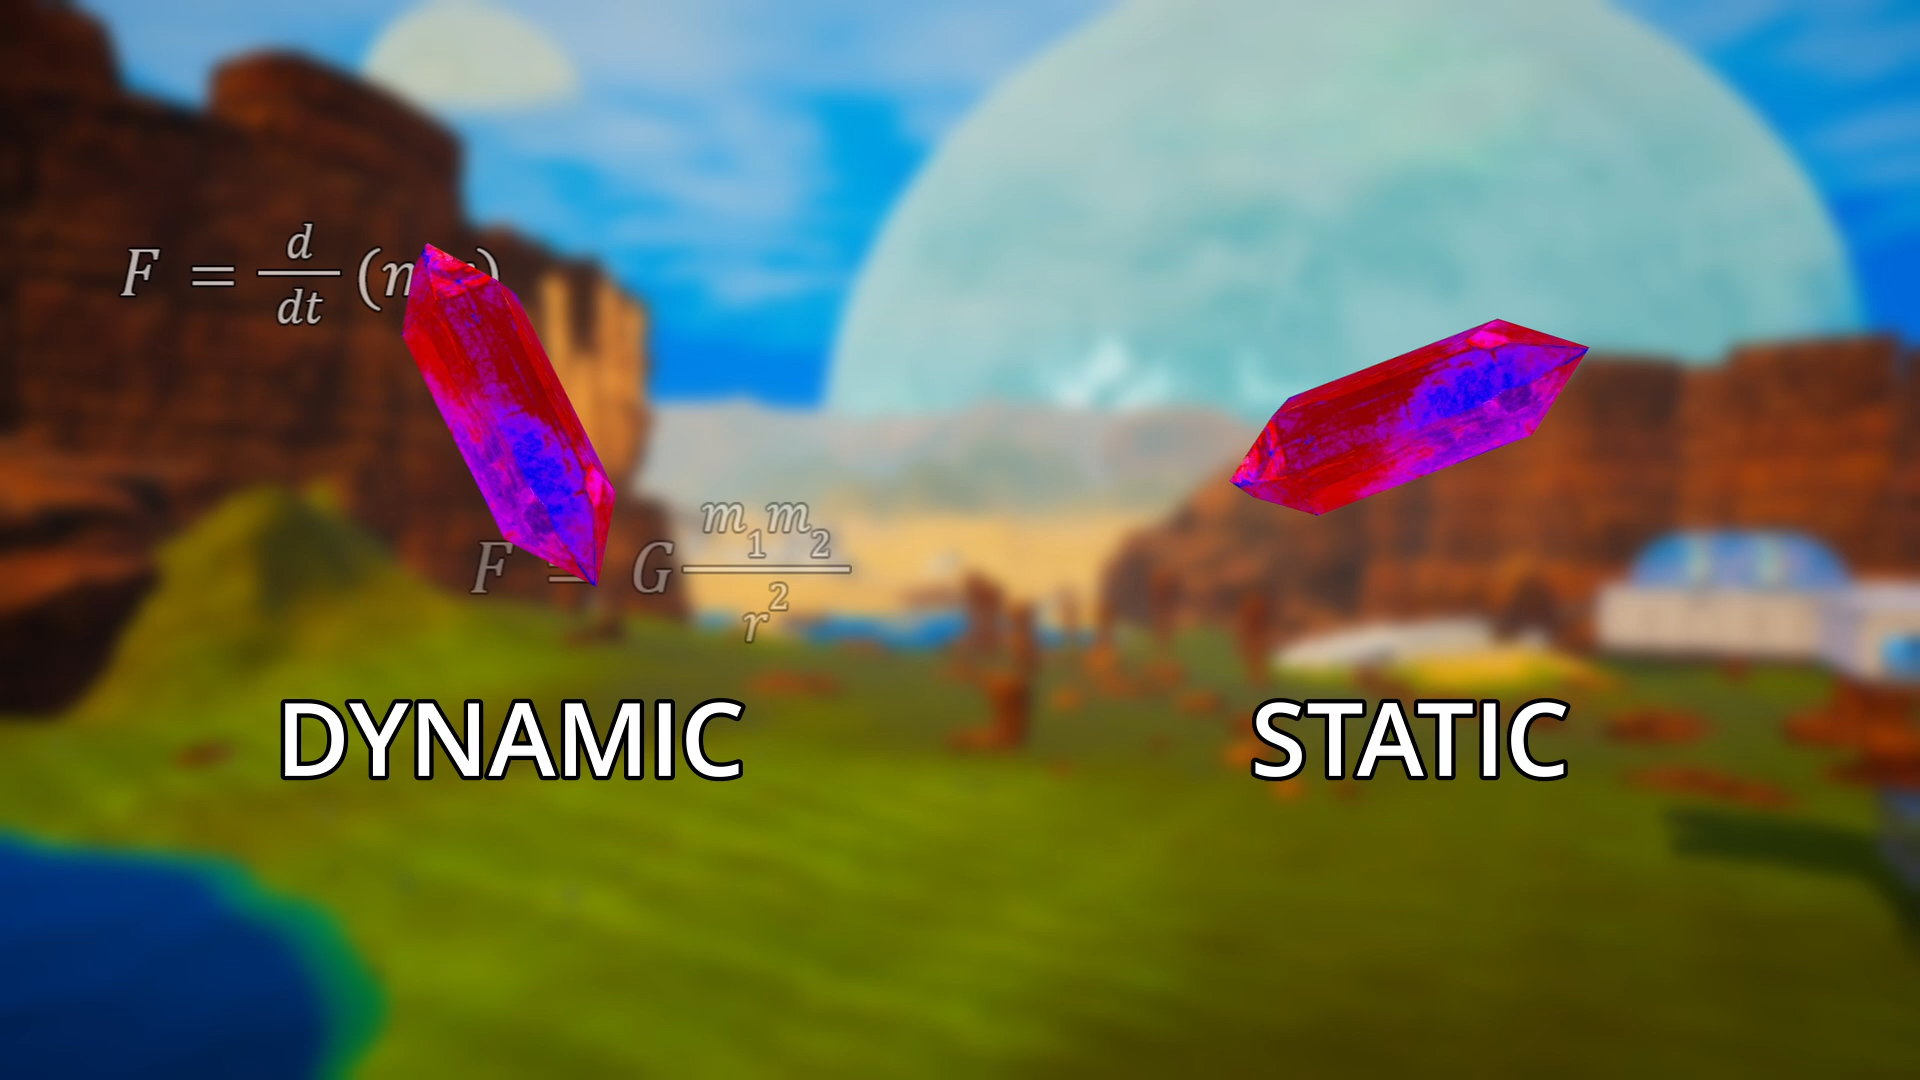 F = d/dt (m )
F = G m₁m₂/r²
DYNAMIC
STATIC